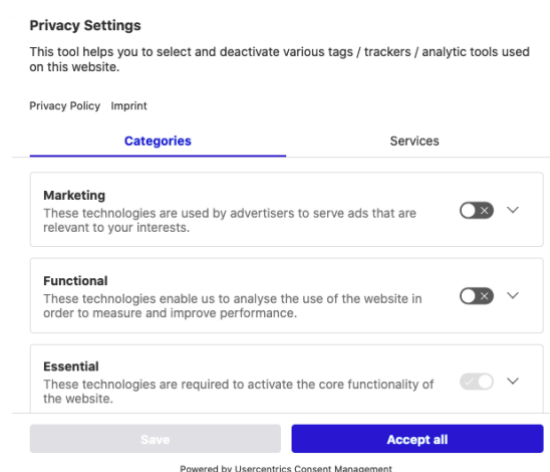 Privacy Settings
This tool helps you to select and deactivate various tags / trackers / analytic tools used
on this website.
Privacy Policy Imprint
Categories Services
Marketing
These technologies are used by advertisers to serve ads that are
relevant to your interests.
Functional
These technologies enable us to analyse the use of the website in
order to measure and improve performance.
Essential
These technologies are required to activate the core functionality of
the website.
Save Accept all
Powered by Usercentrics Consent Management